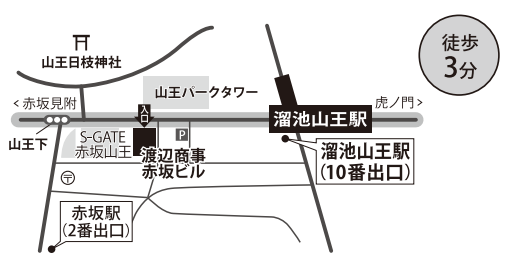 徒歩
3分
山王日枝神社
山王パークタワー
<赤坂見附
入口
虎ノ門>
溜池山王駅
山王下
S-GATE
赤坂山王
P
渡辺商事
赤坂ビル
溜池山王駅
(10番出口)
〒
赤坂駅
(2番出口)